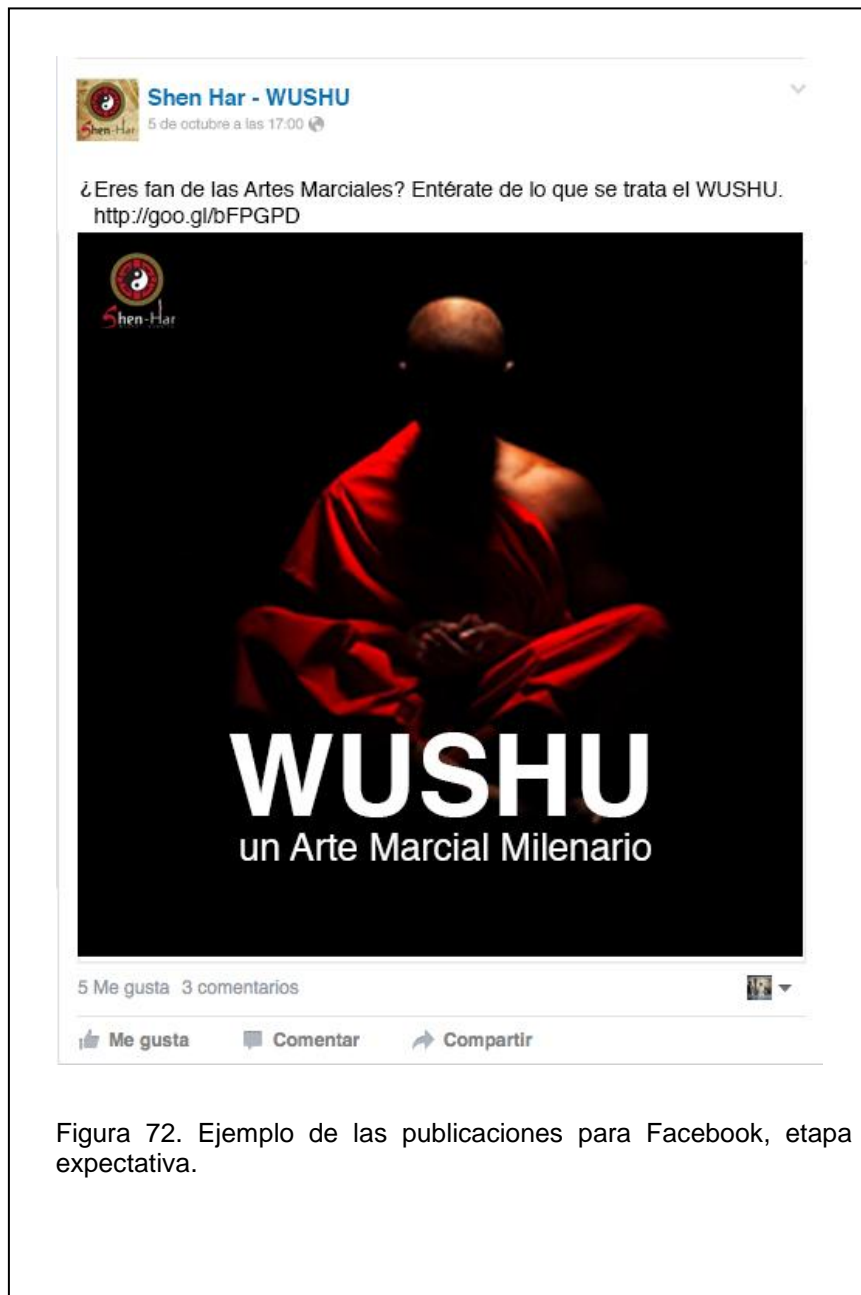 Shen Har - WUSHU
Shen-Har
5 de octubre a las 17:00
¿Eres fan de las Artes Marciales? Entérate de lo que se trata el WUSHU.
http://goo.gl/bFPGPD
Shen-Har
WUSHU
un Arte Marcial Milenario
5 Me gusta 3 comentarios
Me gusta Comentar Compartir
Figura 72. Ejemplo de las publicaciones para Facebook, etapa
expectativa.